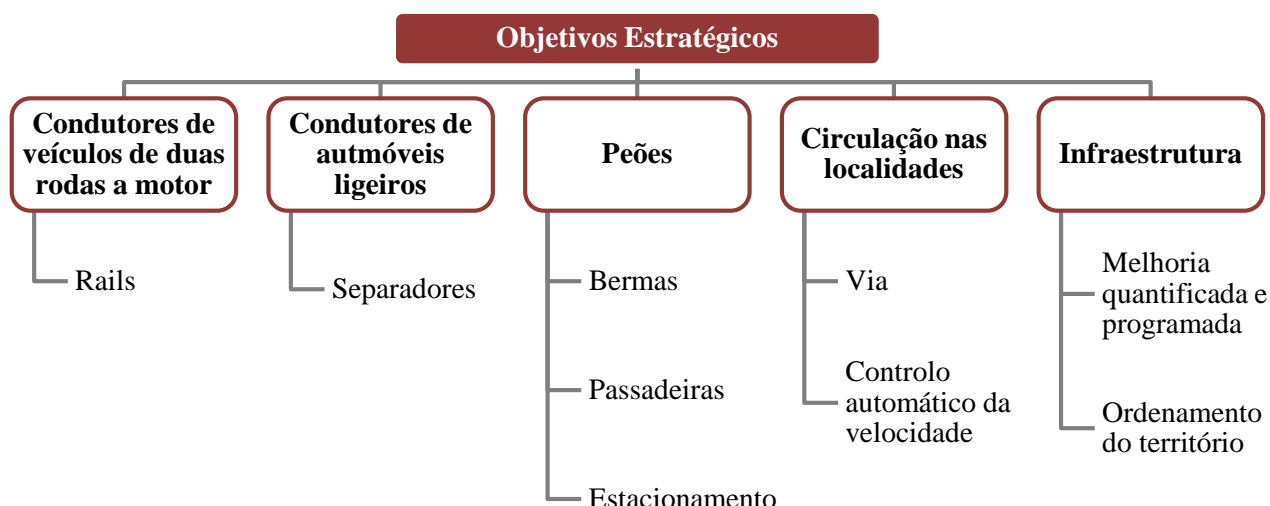 Objetivos Estratégicos
Condutores de
veículos de duas
rodas a motor
Rails
Condutores de
autmóveis
ligeiros
Separadores
Peões
Bermas
Passadeiras
Estacionamento
Circulação nas
localidades
Via
Controlo
automático da
velocidade
Infraestrutura
Melhoria
quantificada e
programada
Ordenamento
do território